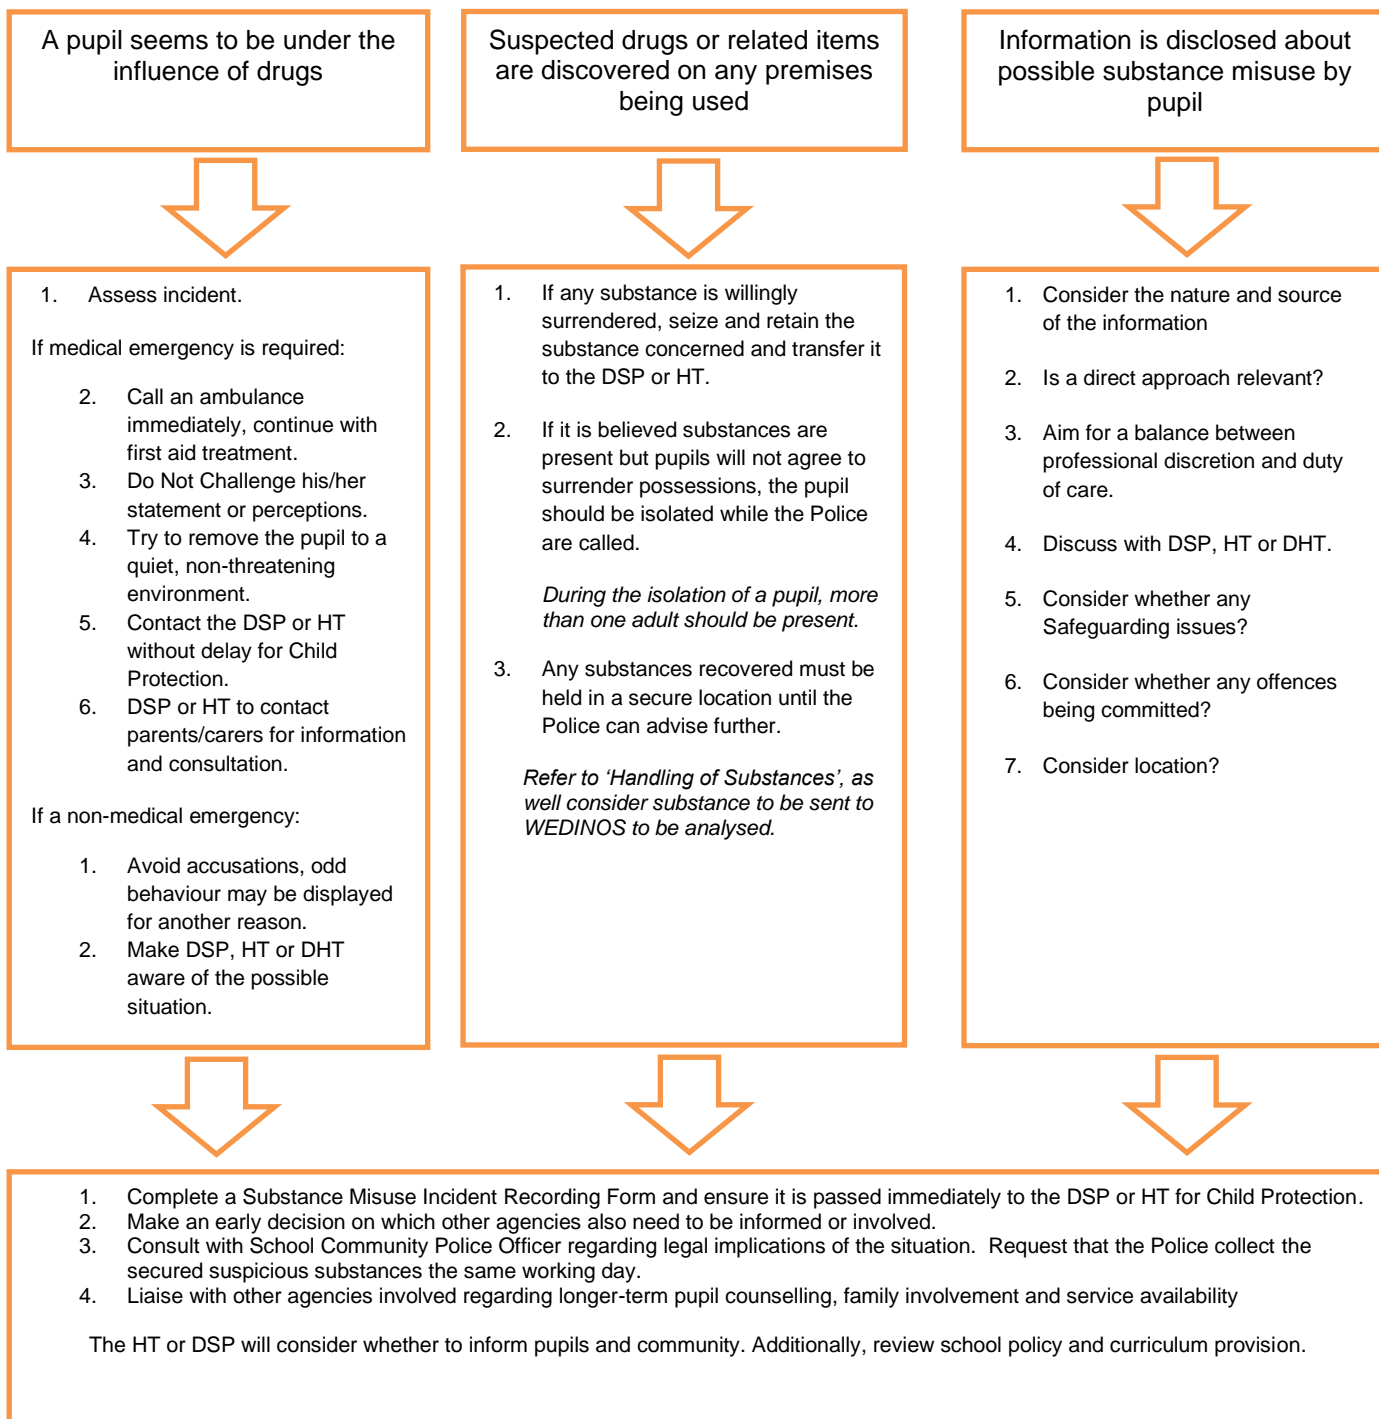 A pupil seems to be under the
influence of drugs
Suspected drugs or related items
are discovered on any premises
being used
Information is disclosed about
possible substance misuse by
pupil
1. Assess incident.
If medical emergency is required:
2. Call an ambulance
immediately, continue with
first aid treatment.
3. Do Not Challenge his/her
statement or perceptions.
4. Try to remove the pupil to a
quiet, non-threatening
environment.
5. Contact the DSP or HT
without delay for Child
Protection.
6. DSP or HT to contact
parents/carers for information
and consultation.
If a non-medical emergency:
1. Avoid accusations, odd
behaviour may be displayed
for another reason.
2. Make DSP, HT or DHT
aware of the possible
situation.
1. If any substance is willingly
surrendered, seize and retain the
substance concerned and transfer it
to the DSP or HT.
2. If it is believed substances are
present but pupils will not agree to
surrender possessions, the pupil
should be isolated while the Police
are called.
During the isolation of a pupil, more
than one adult should be present.
3. Any substances recovered must be
held in a secure location until the
Police can advise further.
Refer to ‘Handling of Substances’, as
well consider substance to be sent to
WEDINOS to be analysed.
1. Consider the nature and source
of the information
2. Is a direct approach relevant?
3. Aim for a balance between
professional discretion and duty
of care.
4. Discuss with DSP, HT or DHT.
5. Consider whether any
Safeguarding issues?
6. Consider whether any offences
being committed?
7. Consider location?
1. Complete a Substance Misuse Incident Recording Form and ensure it is passed immediately to the DSP or HT for Child Protection.
2. Make an early decision on which other agencies also need to be informed or involved.
3. Consult with School Community Police Officer regarding legal implications of the situation. Request that the Police collect the
secured suspicious substances the same working day.
4. Liaise with other agencies involved regarding longer-term pupil counselling, family involvement and service availability
The HT or DSP will consider whether to inform pupils and community. Additionally, review school policy and curriculum provision.